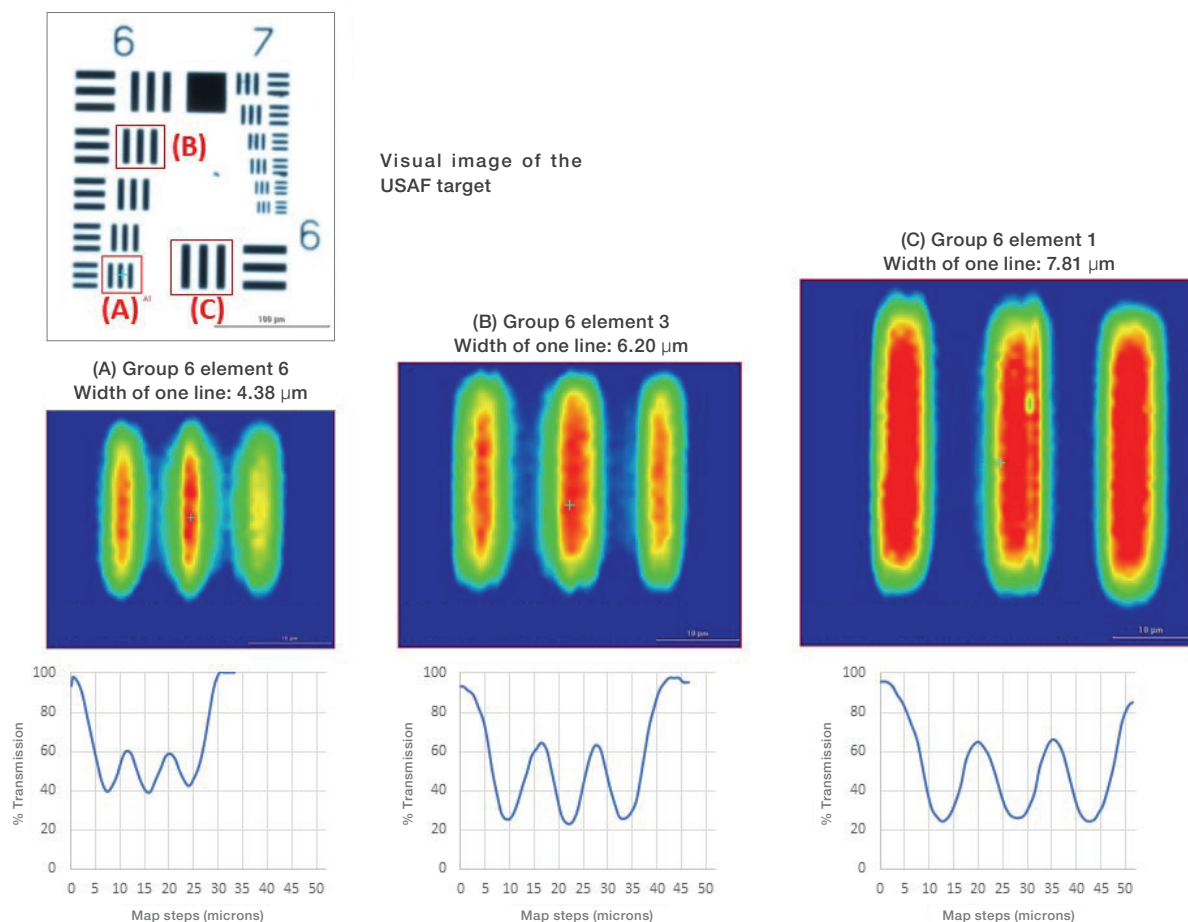 6 7
(B)
6
(A)
A1
(C)
100 µm
Visual image of the
USAF target
(A) Group 6 element 6
Width of one line: 4.38 µm
10 µm
(B) Group 6 element 3
Width of one line: 6.20 µm
10 µm
(C) Group 6 element 1
Width of one line: 7.81 µm
10 µm
% Transmission
100
80
60
40
20
0
0 5 10 15 20 25 30 35 40 45 50
Map steps (microns)
% Transmission
100
80
60
40
20
0
0 5 10 15 20 25 30 35 40 45 50
Map steps (microns)
% Transmission
100
80
60
40
20
0
0 5 10 15 20 25 30 35 40 45 50
Map steps (microns)